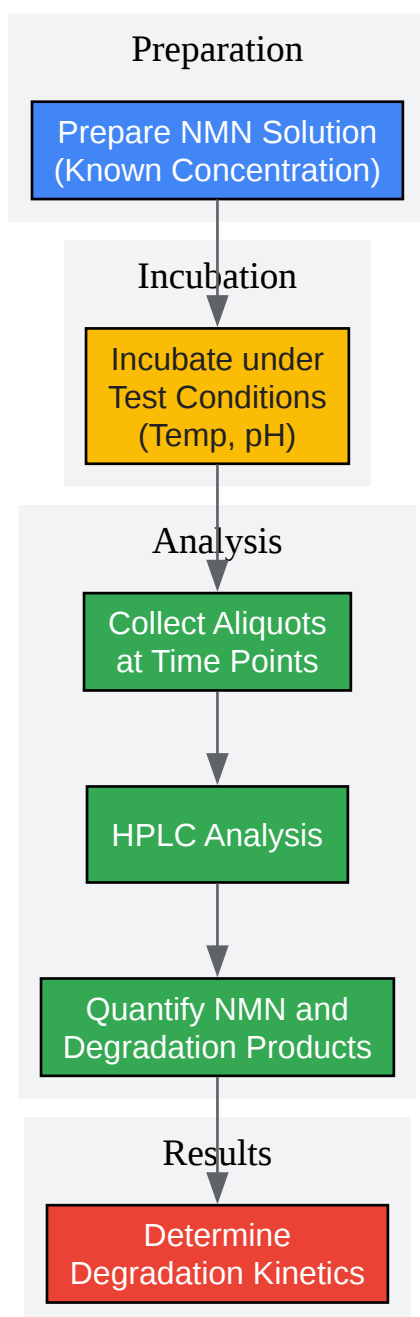 Preparation
Prepare NMN Solution
(Known Concentration)
Incubation
Incubate under
Test Conditions
(Temp, pH)
Analysis
Collect Aliquots
at Time Points
HPLC Analysis
Quantify NMN and
Degradation Products
Results
Determine
Degradation Kinetics